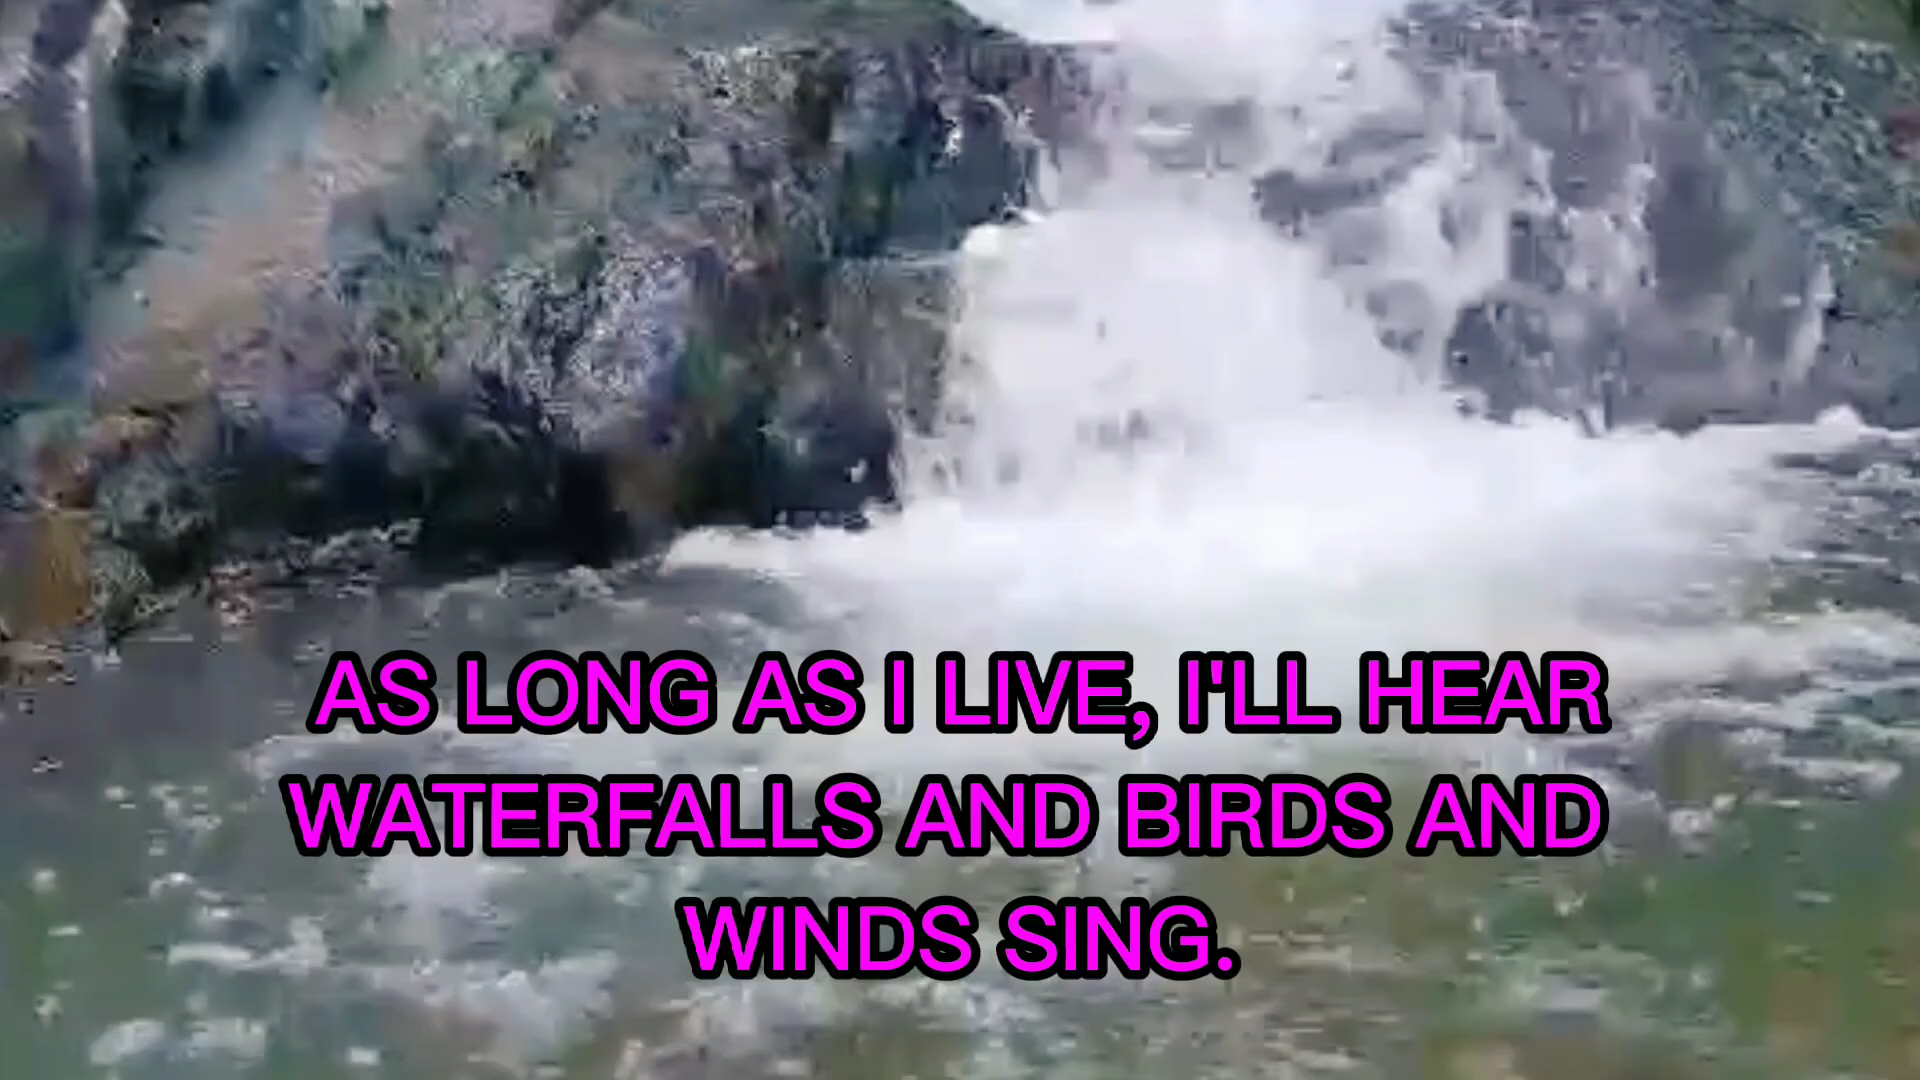 AS LONG AS I LIVE, I'LL HEAR
WATERFALLS AND BIRDS AND
WINDS SING.